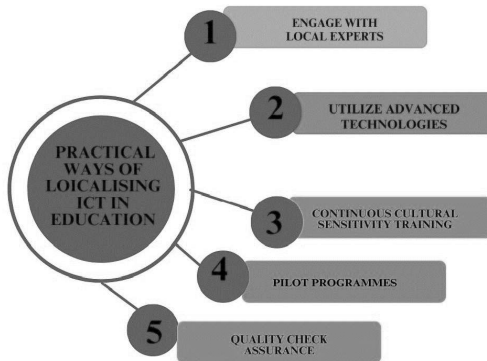 PRACTICAL
WAYS OF
LOICALISING
ICT IN
EDUCATION
1
ENGAGE WITH
LOCAL EXPERTS
2
UTILIZE ADVANCED
TECHNOLOGIES
3
CONTINUOUS CULTURAL
SENSITIVITY TRAINING
4
PILOT PROGRAMMES
5
QUALITY CHECK
ASSURANCE